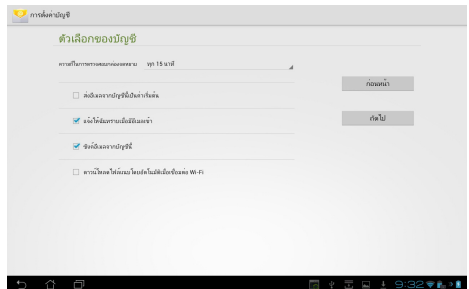 การตั้งค่าบัญชี
ตัวเลือกของบัญชี
ความถี่ในการตรวจสอบกล่องจดหมาย ทุก 15 นาที
ก่อนหน้า
ส่งอีเมลจากบัญชีนี้เป็นค่าเริ่มต้น
แจ้งให้ฉันทราบเมื่อมีอีเมลเข้า
ถัดไป
ซิงค์อีเมลจากบัญชีนี้
ดาวน์โหลดไฟล์แนบโดยอัตโนมัติเมื่อเชื่อมต่อ Wi-Fi
9:32